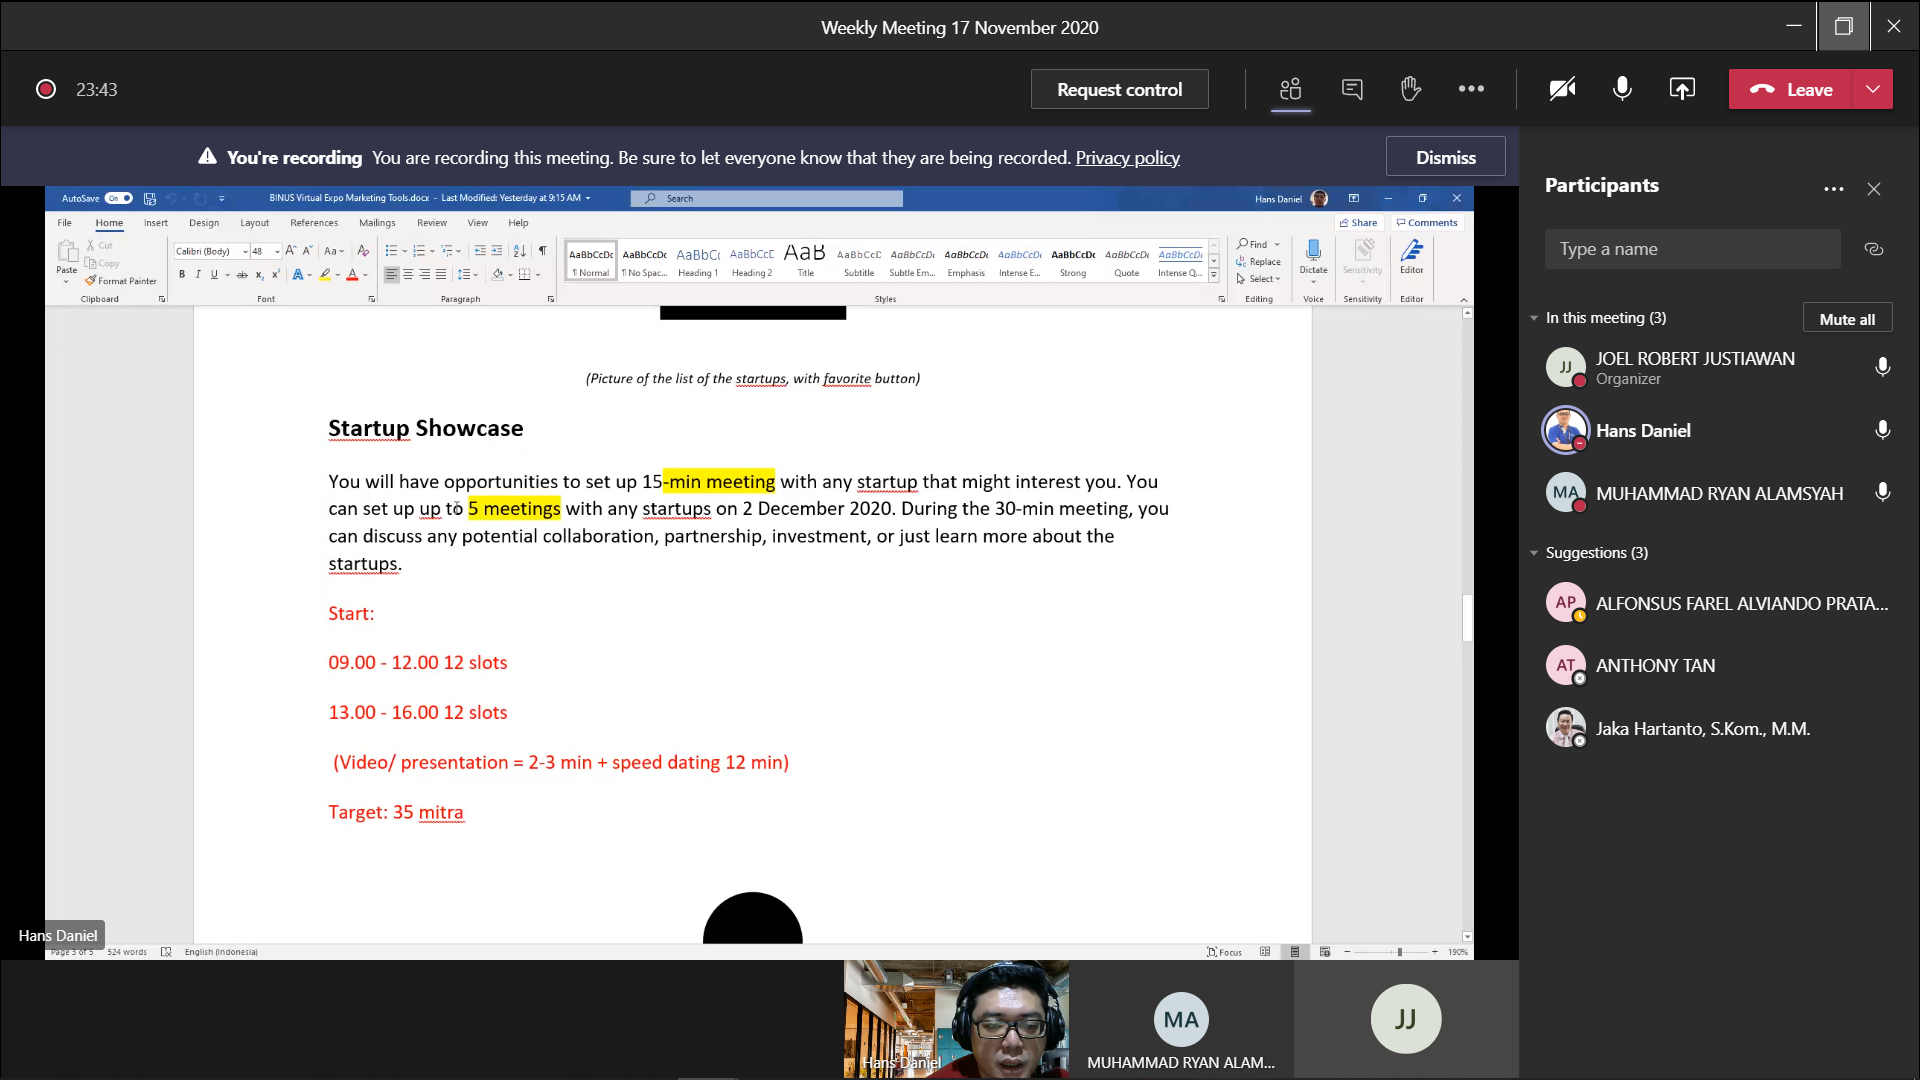 Weekly Meeting 17 November 2020
23:43
Request control
Leave
You're recording You are recording this meeting. Be sure to let everyone know that they are being recorded. Privacy policy
Dismiss
AutoSave On
BINUS Virtual Expo Marketing Tools.docx - Last Modified: Yesterday at 9:15 AM
Search
Hans Daniel
File Home Insert Design Layout References Mailings Review View Help
Share Comments
Paste
Cut
Copy
Format Painter
Clipboard
Calibri (Body) 48
Font
Paragraph
AaBbCcDc AaBbCcDc AaBbCc AaBbCcD AaB AaBbCcD AaBbCcDc AaBbCcDc AaBbCcDc AaBbCcDc AaBbCcDc AaBbCcDc
¶ Normal ¶ No Spac... Heading 1 Heading 2 Title Subtitle Subtle Em... Emphasis Intense E... Strong Quote Intense Q...
Styles
Find
Replace
Select
Editing
Dictate
Voice
Sensitivity
Sensitivity
Editor
Editor
(Picture of the list of the startups, with favorite button)
Startup Showcase
You will have opportunities to set up 15-min meeting with any startup that might interest you. You
can set up up to 5 meetings with any startups on 2 December 2020. During the 30-min meeting, you
can discuss any potential collaboration, partnership, investment, or just learn more about the
startups.
Start:
09.00 - 12.00 12 slots
13.00 - 16.00 12 slots
(Video/ presentation = 2-3 min + speed dating 12 min)
Target: 35 mitra
Hans Daniel
Page 3 of 5 524 words English (Indonesia)
Focus
190%
Participants
Type a name
In this meeting (3)
Mute all
JJ
JOEL ROBERT JUSTIAWAN
Organizer
Hans Daniel
MA
MUHAMMAD RYAN ALAMSYAH
Suggestions (3)
AP
ALFONSUS FAREL ALVIANDO PRATA...
AT
ANTHONY TAN
Jaka Hartanto, S.Kom., M.M.
Hans Daniel
MA
MUHAMMAD RYAN ALAM...
JJ